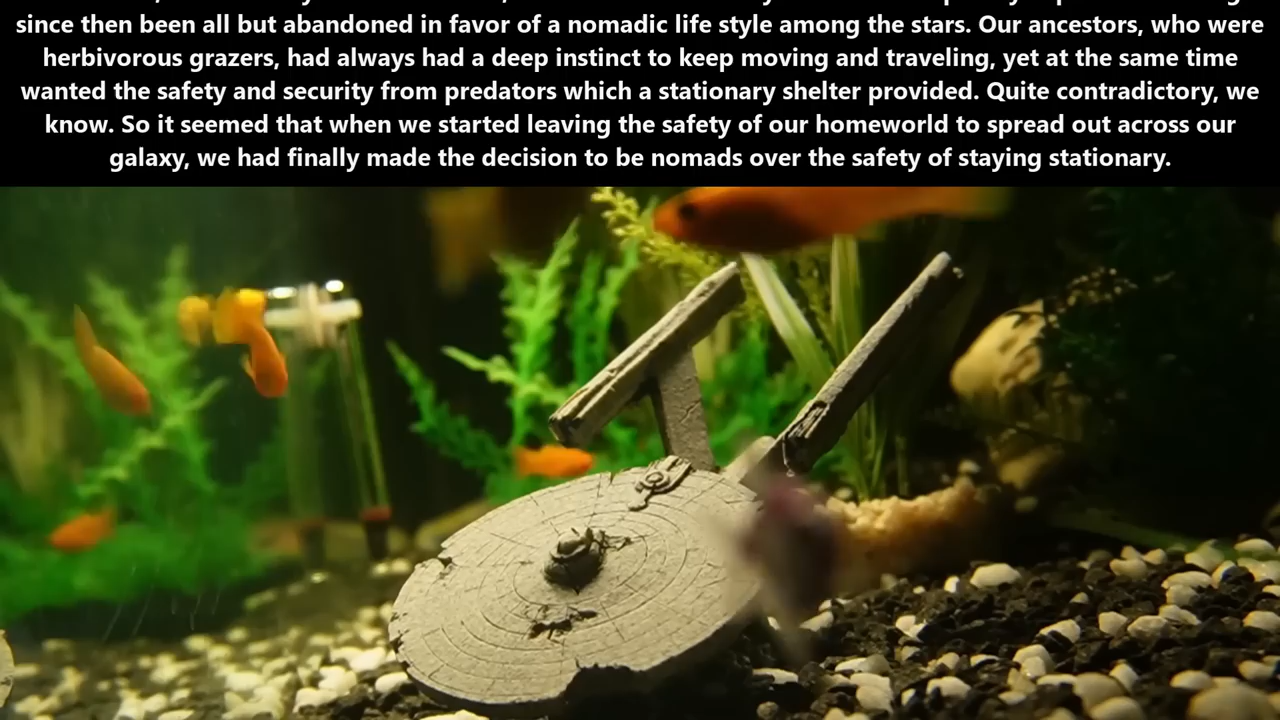 since then been all but abandoned in favor of a nomadic life style among the stars. Our ancestors, who were
herbivorous grazers, had always had a deep instinct to keep moving and traveling, yet at the same time
wanted the safety and security from predators which a stationary shelter provided. Quite contradictory, we
know. So it seemed that when we started leaving the safety of our homeworld to spread out across our
galaxy, we had finally made the decision to be nomads over the safety of staying stationary.